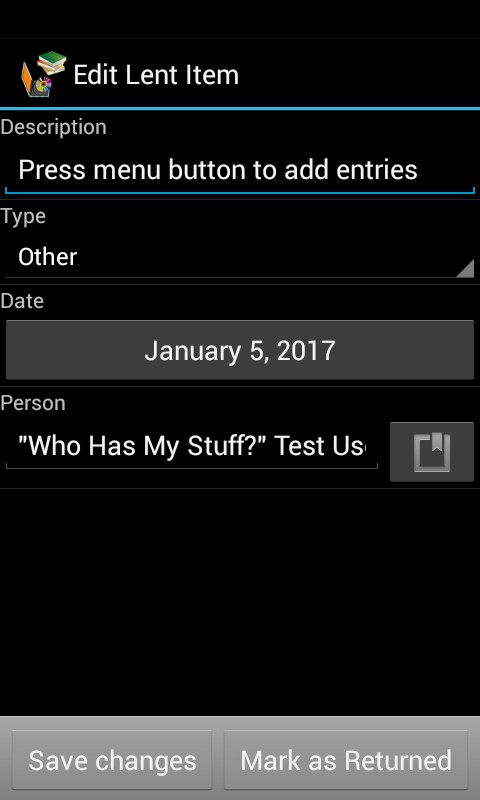 Edit Lent Item
Description
Press menu button to add entries
Type
Other
Date
January 5, 2017
Person
"Who Has My Stuff?" Test Us
Save changes
Mark as Returned